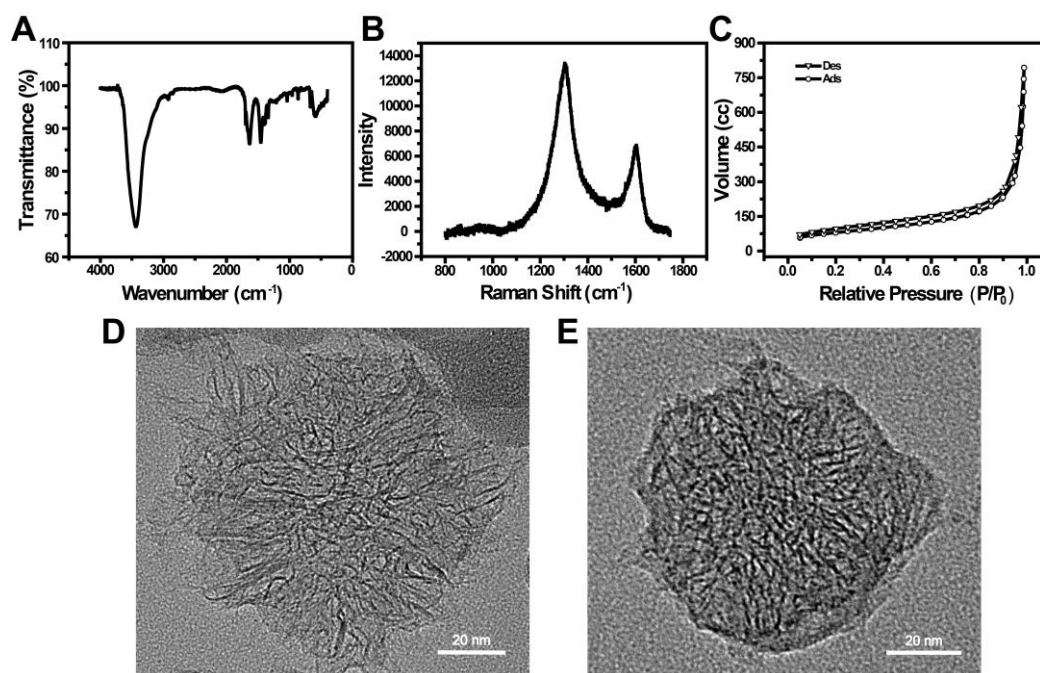 A
Transmittance (%)
110
100
90
80
70
60
4000
3000
2000
1000
0
Wavenumber (cm⁻¹)
B
Intensity
14000
12000
10000
8000
6000
4000
2000
0
-2000
800
1000
1200
1400
1600
1800
Raman Shift (cm⁻¹)
C
Volume (cc)
900
750
600
450
300
150
0
Des
Ads
0.0
0.2
0.4
0.6
0.8
1.0
Relative Pressure (P/P₀)
D
20 nm
E
20 nm